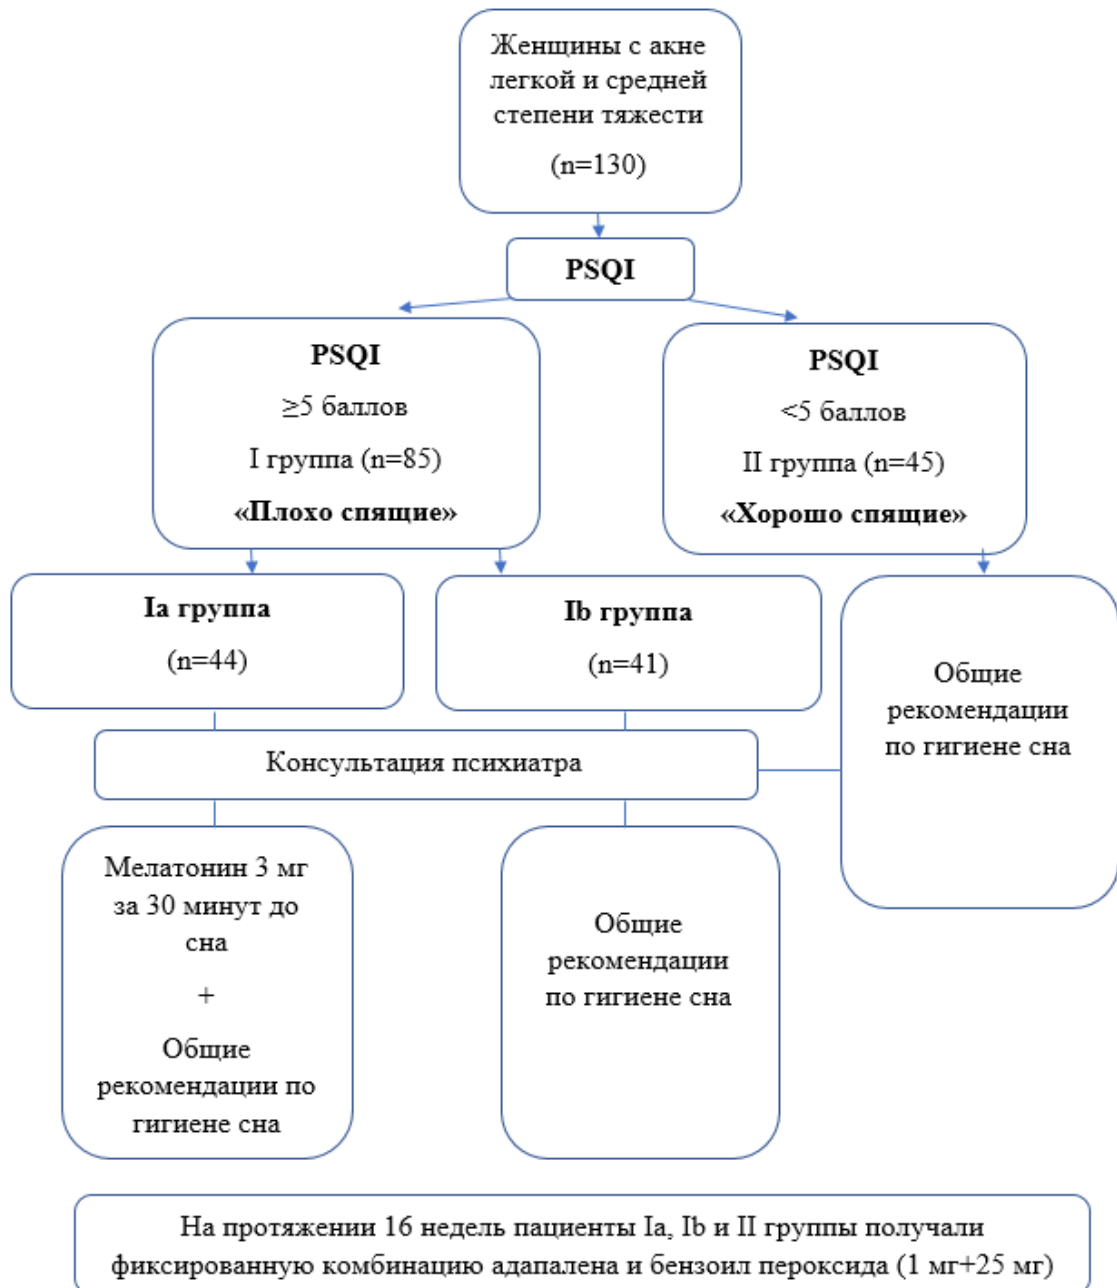 Женщины с акне
легкой и средней
степени тяжести
(n=130)
PSQI
PSQI
≥5 баллов
I группа (n=85)
«Плохо спящие»
PSQI
<5 баллов
II группа (n=45)
«Хорошо спящие»
Ia группа
(n=44)
Ib группа
(n=41)
Общие
рекомендации
по гигиене сна
Консультация психиатра
Мелатонин 3 мг
за 30 минут до
сна
+
Общие
рекомендации по
гигиене сна
Общие
рекомендации
по гигиене сна
На протяжении 16 недель пациенты Ia, Ib и II группы получали
фиксированную комбинацию адапалена и бензоил пероксида (1 мг+25 мг)